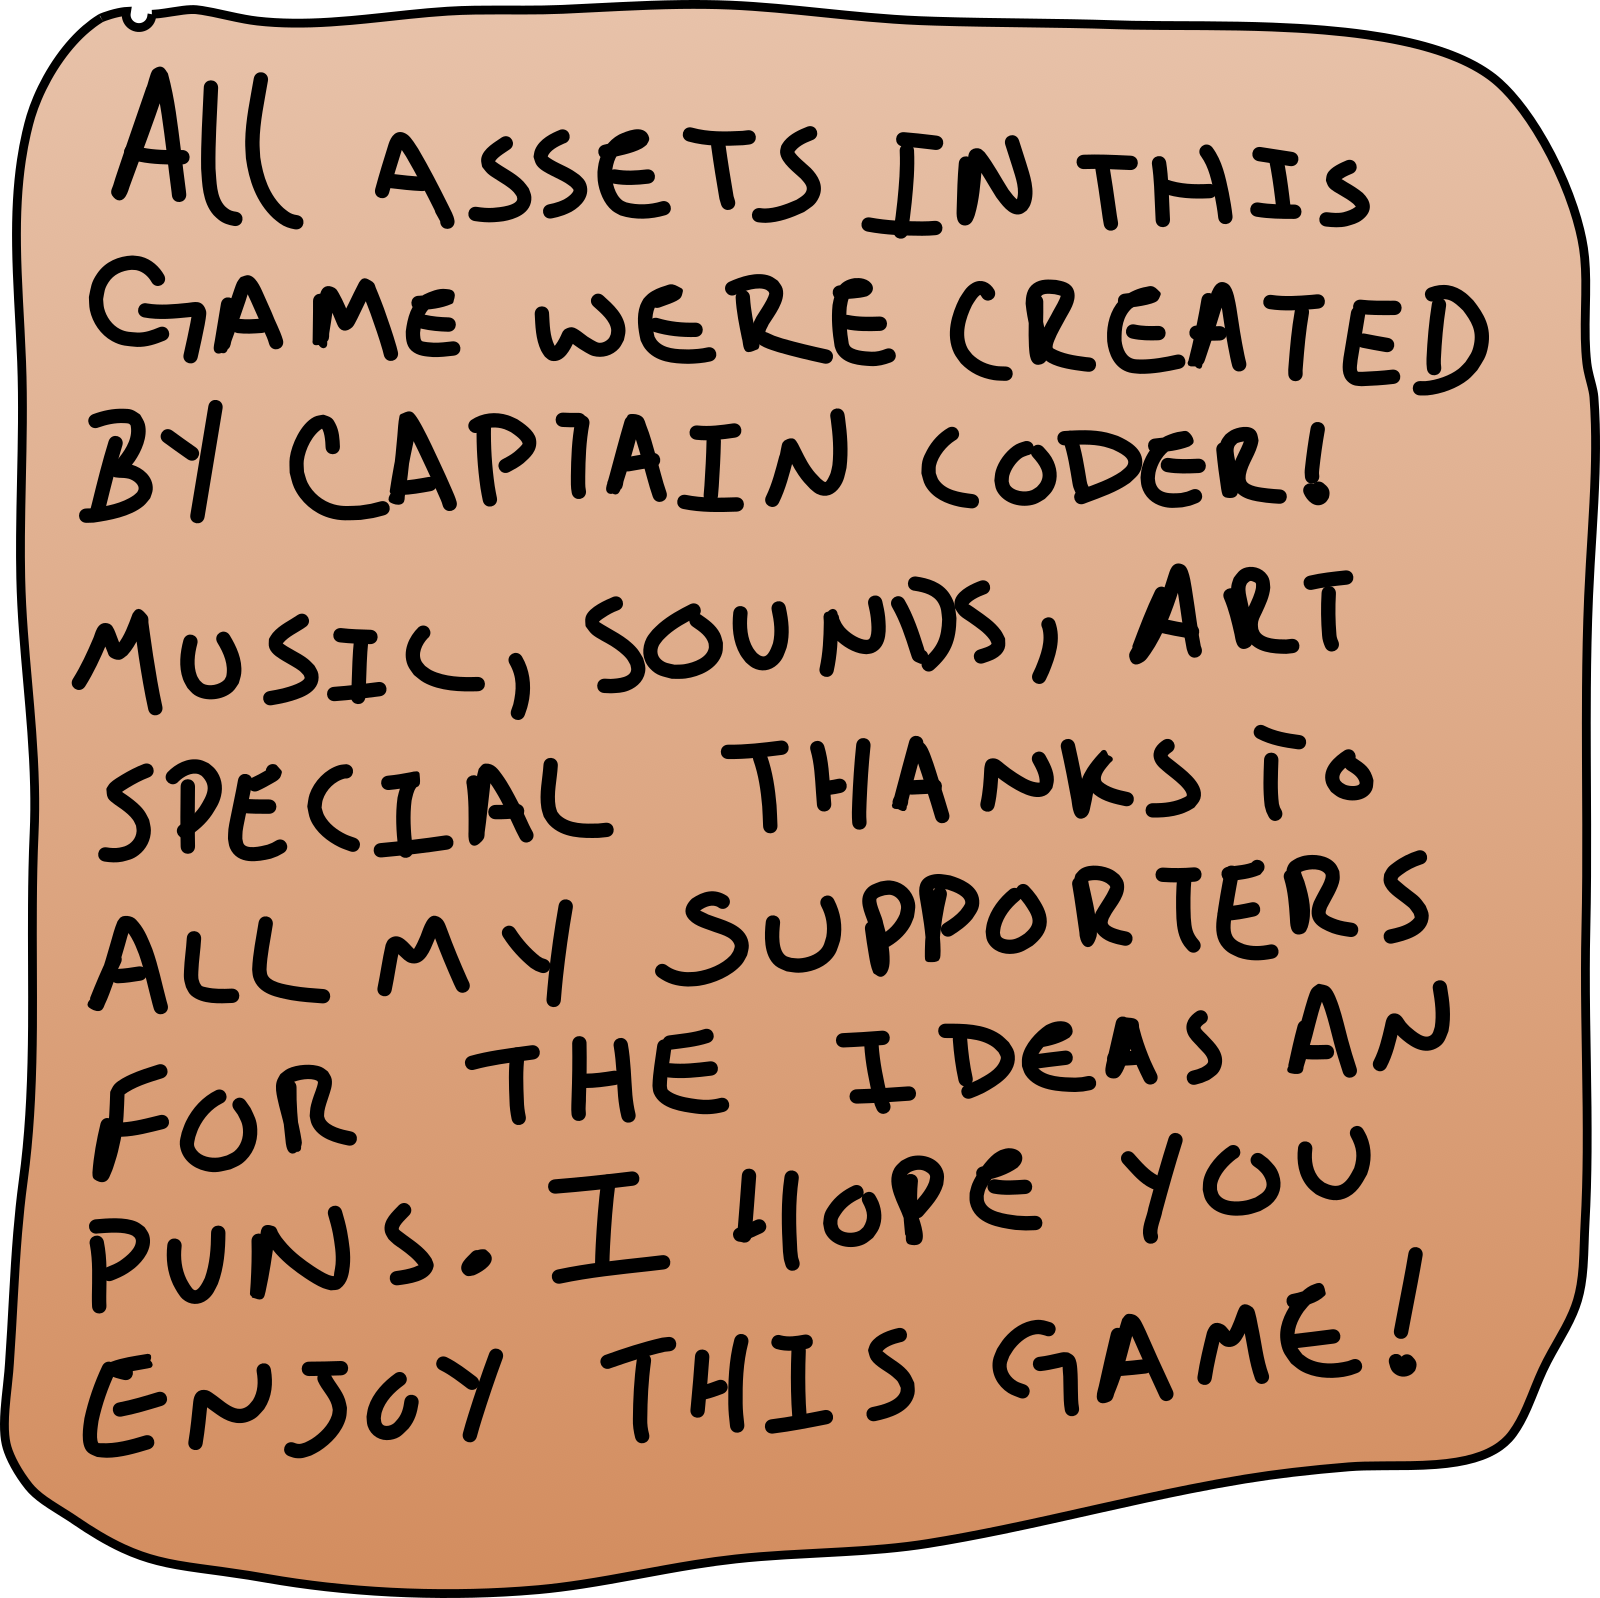 All ASSETS IN THIS
GAME WERE CREATED
BY CAPTAIN CODER!
MUSIC, SOUNDS, ART
SPECIAL THANKS TO
ALL MY SUPPORTERS
FOR THE IDEAS AN
PUNS. I HOPE YOU
ENJOY THIS GAME!